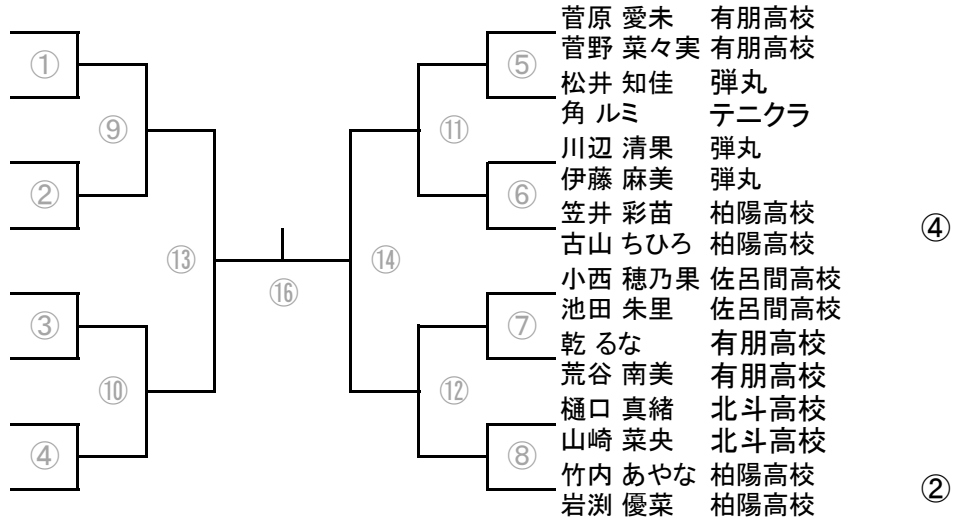 菅原 愛未 有朋高校
① ⑤ 菅野 菜々実 有朋高校
松井 知佳 弾丸
⑨ ⑪ 角 ルミ テニクラ
川辺 清果 弾丸
② ⑥ 伊藤 麻美 弾丸
笠井 彩苗 柏陽高校 ④
⑬ ⑭ 古山 ちひろ 柏陽高校
⑯ 小西 穂乃果 佐呂間高校
③ ⑦ 池田 朱里 佐呂間高校
乾 るな 有朋高校
⑩ ⑫ 荒谷 南美 有朋高校
樋口 真緒 北斗高校
④ ⑧ 山崎 菜央 北斗高校
竹内 あやな 柏陽高校 ②
岩渕 優菜 柏陽高校